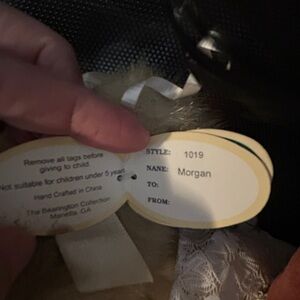 Remove all tags before
giving to child.
Not suitable for children under 5 years
Hand Crafted in China
The Bearington Collection
Marietta, GA
STYLE: 1019
NAME: Morgan
TO:
FROM: